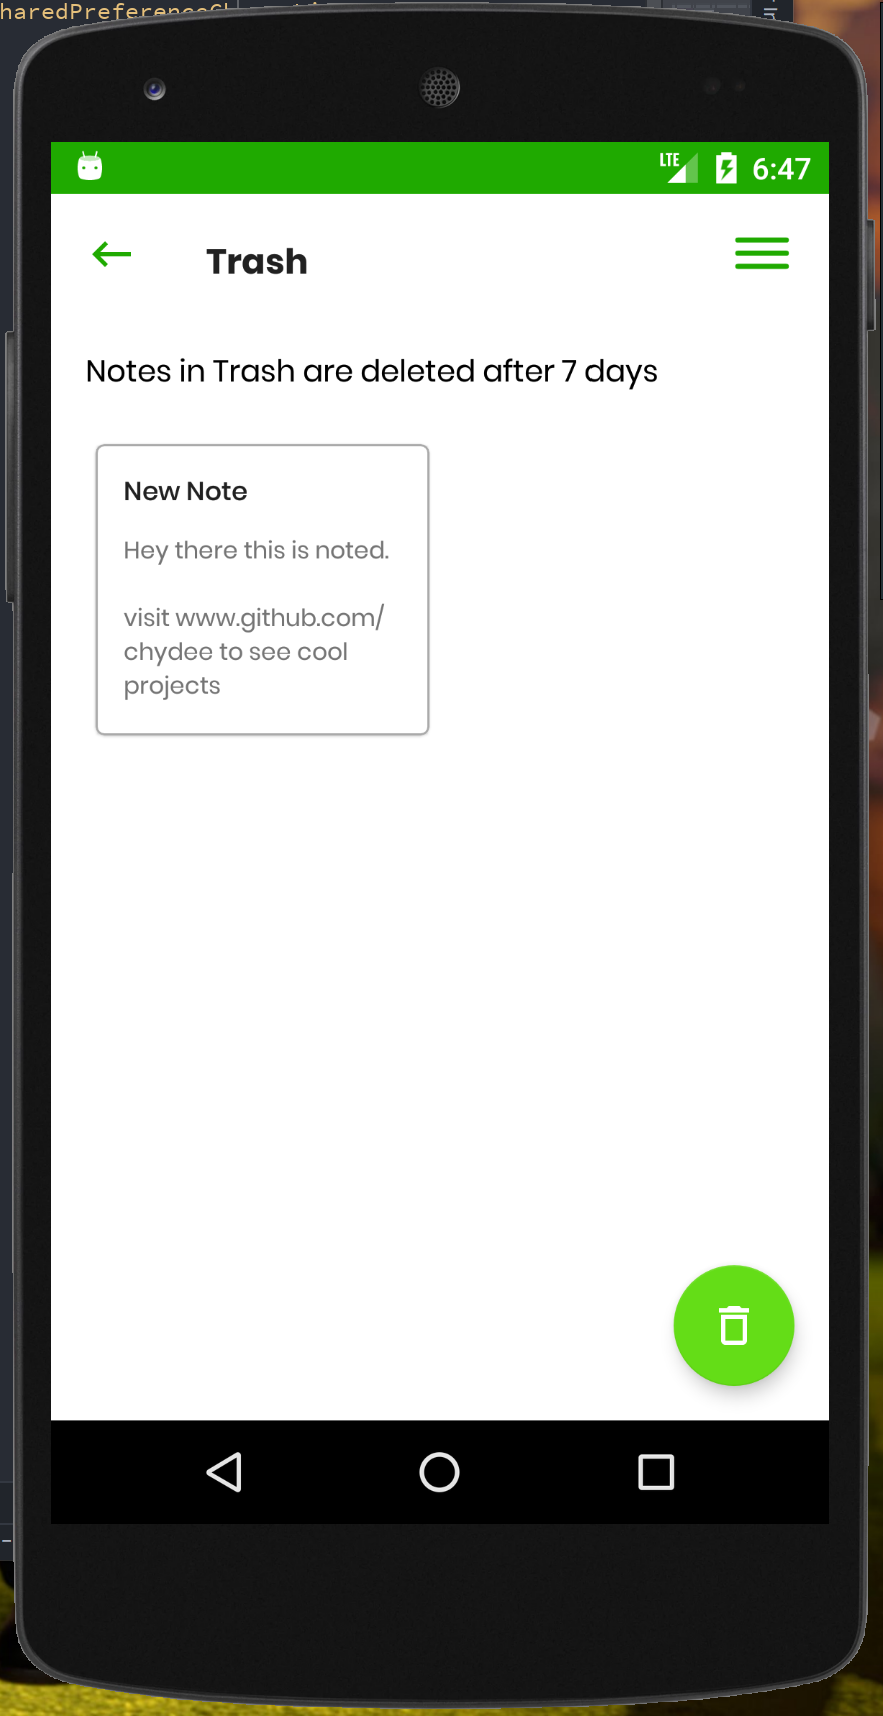 LTE 6:47
Trash
Notes in Trash are deleted after 7 days
New Note
Hey there this is noted.
visit www.github.com/
chydee to see cool
projects